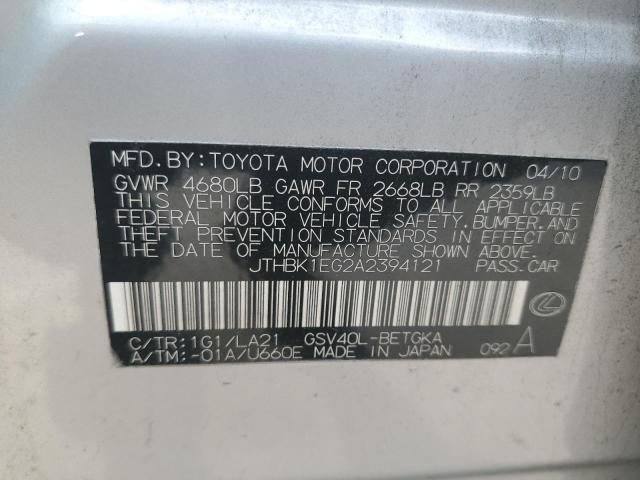 MFD.BY:TOYOTA MOTOR CORPORATION 04/10
GVWR 4680LB GAWR FR 2668LB RR 2359LB
THIS VEHICLE CONFORMS TO ALL APPLICABLE
FEDERAL MOTOR VEHICLE SAFETY,BUMPER,AND
THEFT PREVENTION STANDARDS IN EFFECT ON
THE DATE OF MANUFACTURE SHOWN ABOVE.
JTHBK1EG2A2394121 PASS.CAR
C/TR:1G1/LA21 GSV40L-BETGKA
A/TM:-01A/U660E MADE IN JAPAN 092A